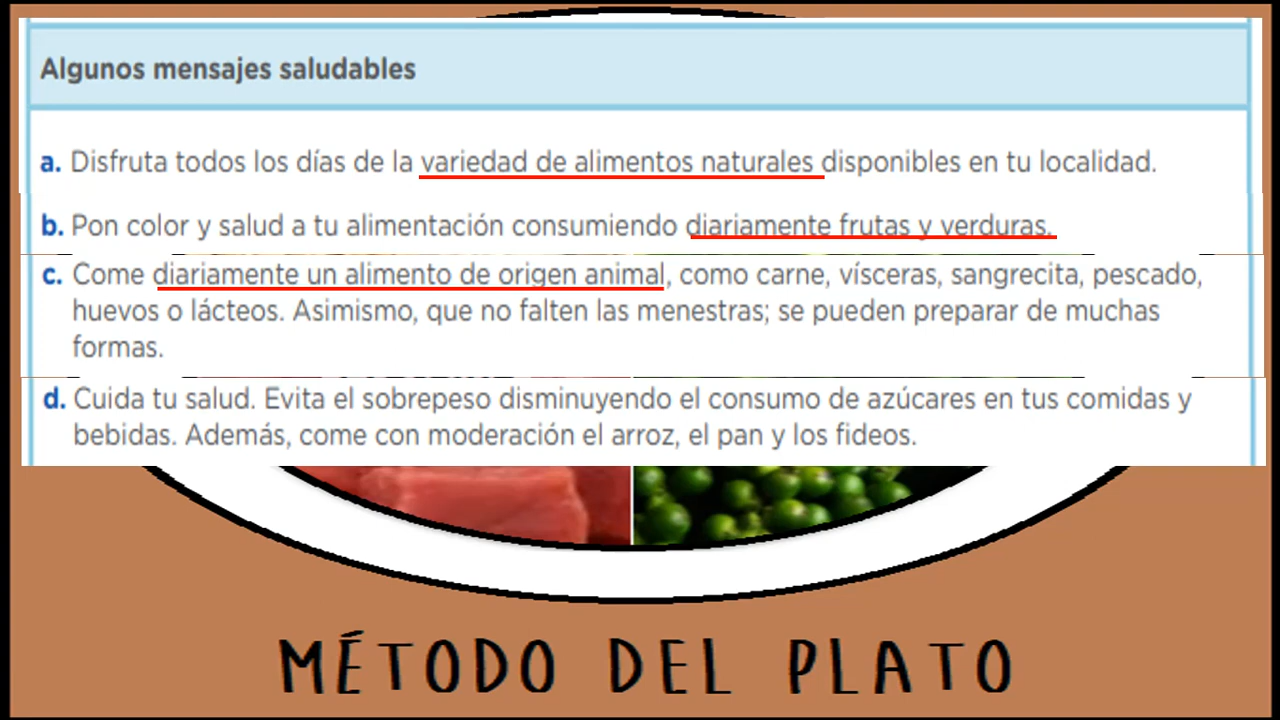 Algunos mensajes saludables
a. Disfruta todos los días de la variedad de alimentos naturales disponibles en tu localidad.
b. Pon color y salud a tu alimentación consumiendo diariamente frutas y verduras.
c. Come diariamente un alimento de origen animal, como carne, vísceras, sangrecita, pescado,
huevos o lácteos. Asimismo, que no falten las menestras; se pueden preparar de muchas
formas.
d. Cuida tu salud. Evita el sobrepeso disminuyendo el consumo de azúcares en tus comidas y
bebidas. Además, come con moderación el arroz, el pan y los fideos.
MÉTODO DEL PLATO